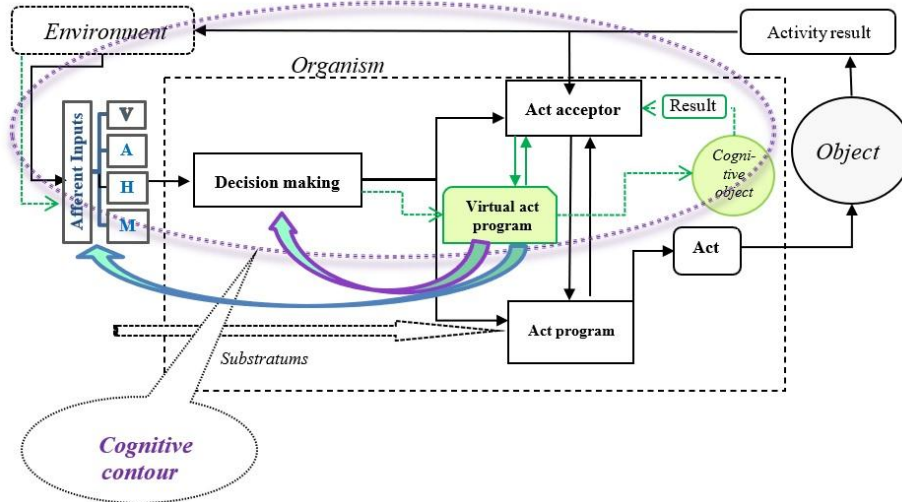 Environment
Activity result
Organism
Act acceptor
Result
Afferent Inputs
V
A
H
M
Decision making
Virtual act
program
Cogni-
tive
object
Object
Act
Act program
Substratums
Cognitive
contour